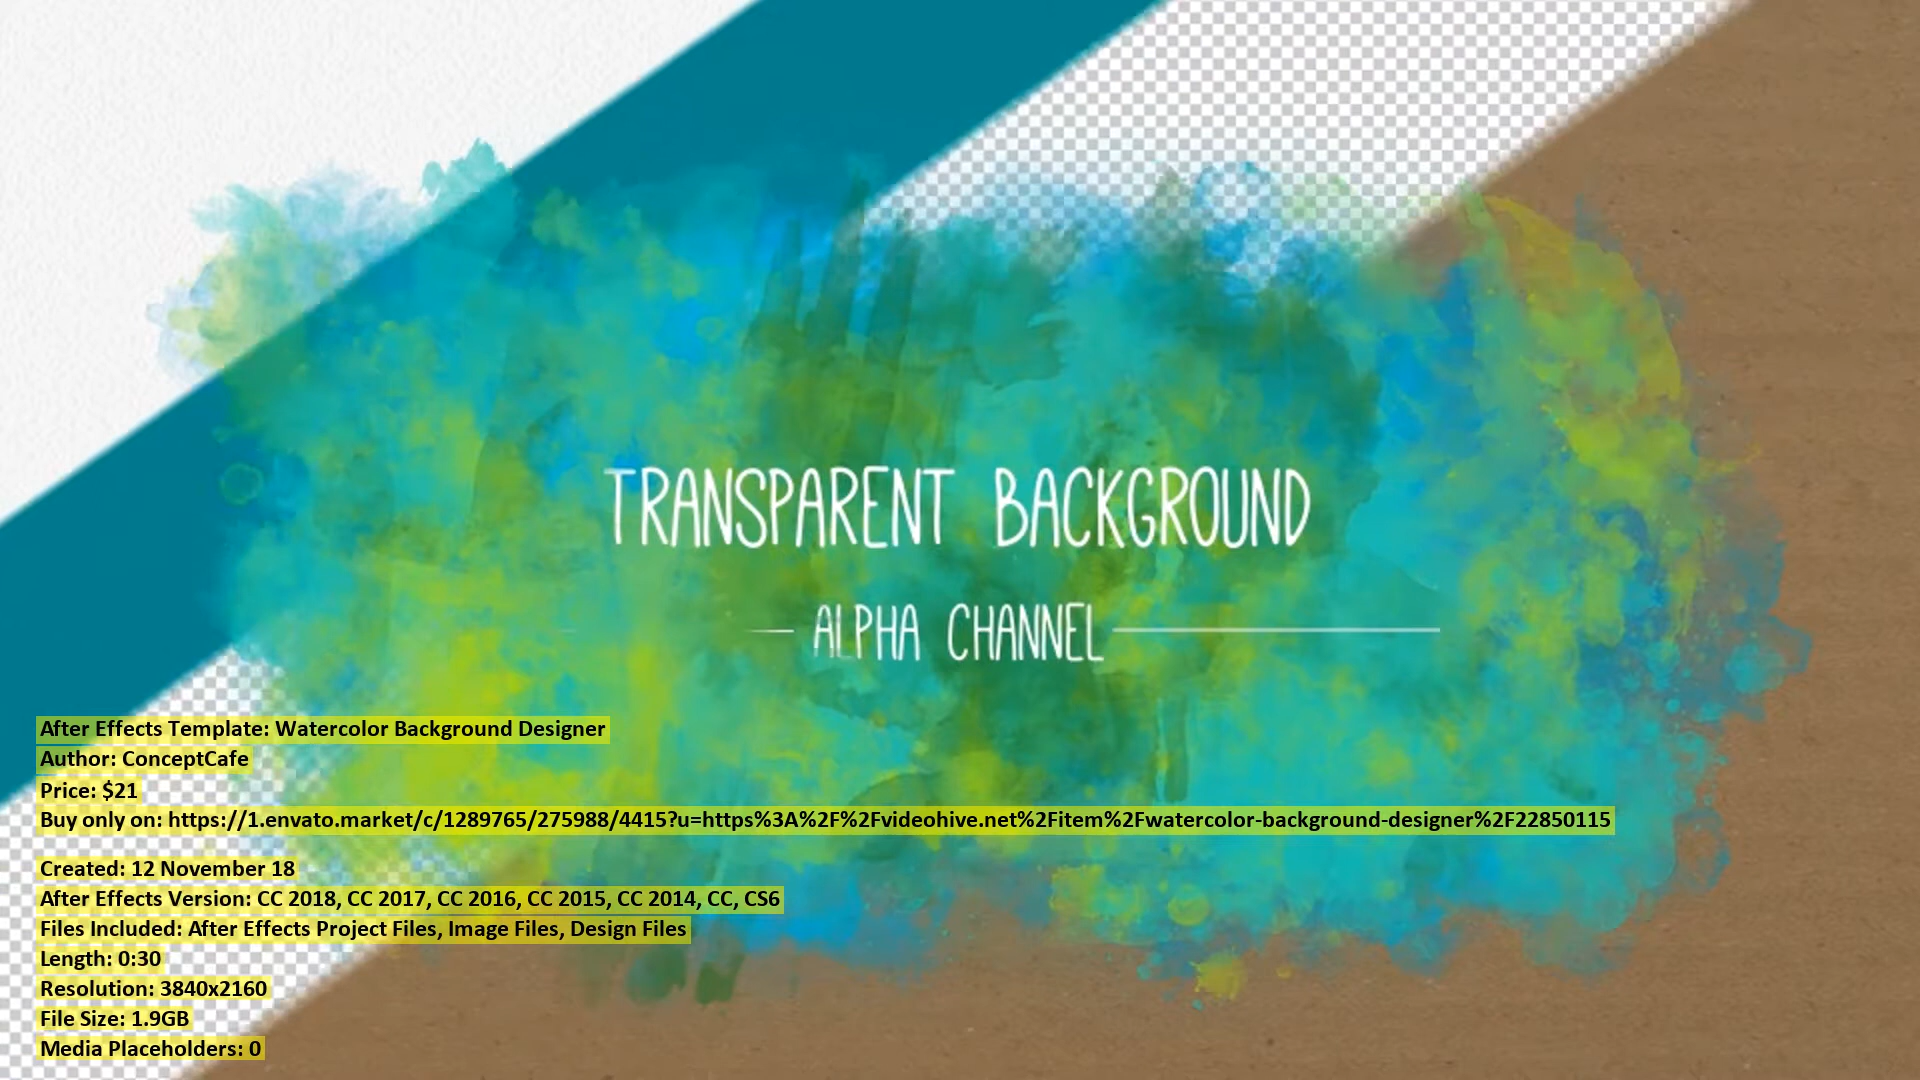 TRANSPARENT BACKGROUND
ALPHA CHANNEL
After Effects Template: Watercolor Background Designer
Author: ConceptCafe
Price: $21
Buy only on: https://1.envato.market/c/1289765/275988/4415?u=https%3A%2F%2Fvideohive.net%2Fitem%2Fwatercolor-background-designer%2F22850115
Created: 12 November 18
After Effects Version: CC 2018, CC 2017, CC 2016, CC 2015, CC 2014, CC, CS6
Files Included: After Effects Project Files, Image Files, Design Files
Length: 0:30
Resolution: 3840x2160
File Size: 1.9GB
Media Placeholders: 0